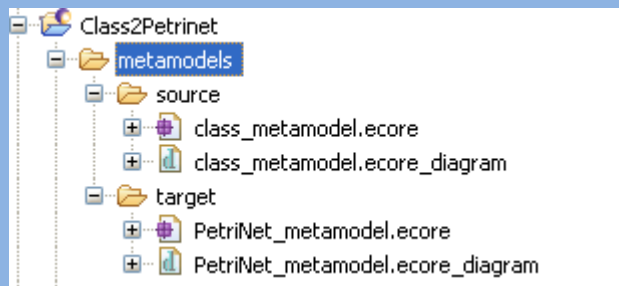 Class2Petrinet
metamodels
source
class_metamodel.ecore
class_metamodel.ecore_diagram
target
PetriNet_metamodel.ecore
PetriNet_metamodel.ecore_diagram